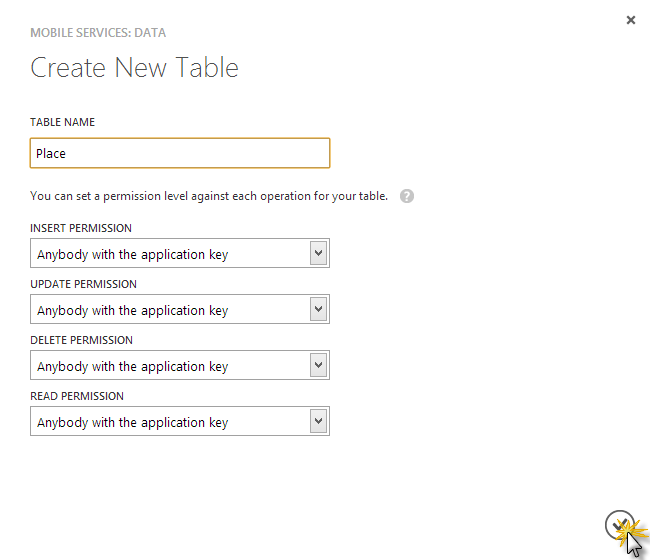 MOBILE SERVICES: DATA
Create New Table
TABLE NAME
Place
You can set a permission level against each operation for your table. ?
INSERT PERMISSION
Anybody with the application key
UPDATE PERMISSION
Anybody with the application key
DELETE PERMISSION
Anybody with the application key
READ PERMISSION
Anybody with the application key